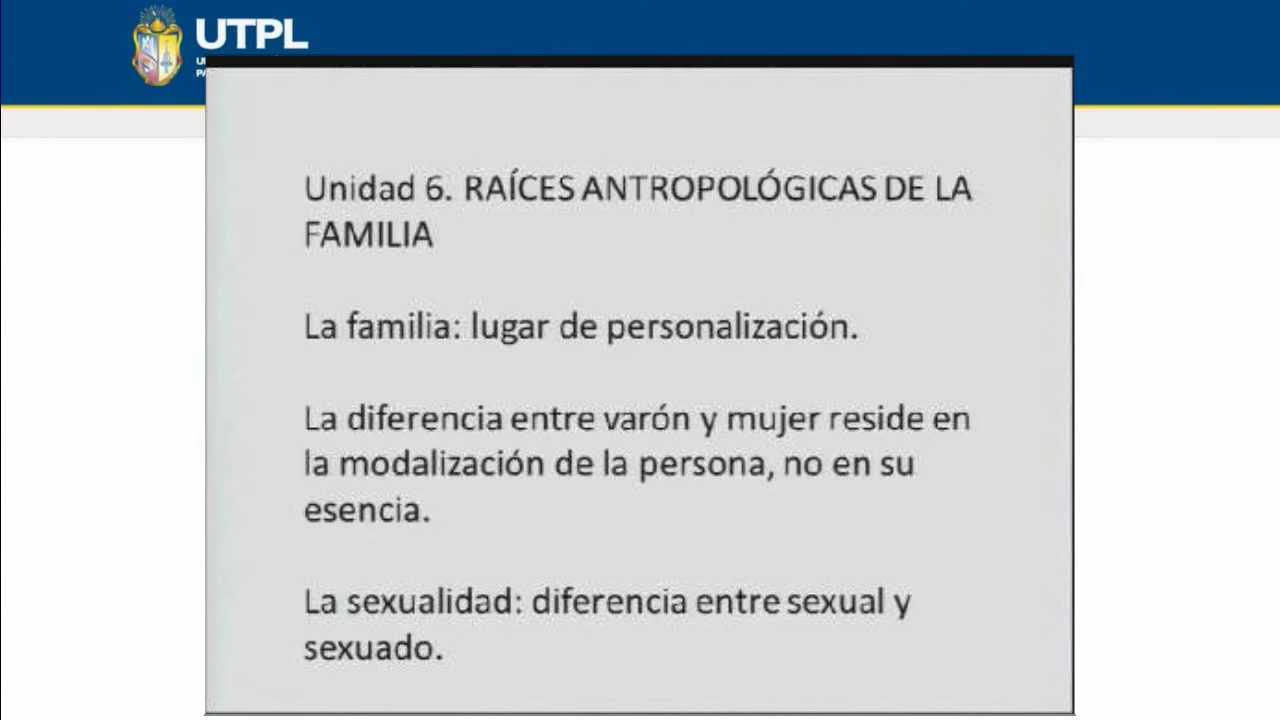 UTPL
Unidad 6. RAÍCES ANTROPOLÓGICAS DE LA
FAMILIA
La familia: lugar de personalización.
La diferencia entre varón y mujer reside en
la modalización de la persona, no en su
esencia.
La sexualidad: diferencia entre sexual y
sexuado.